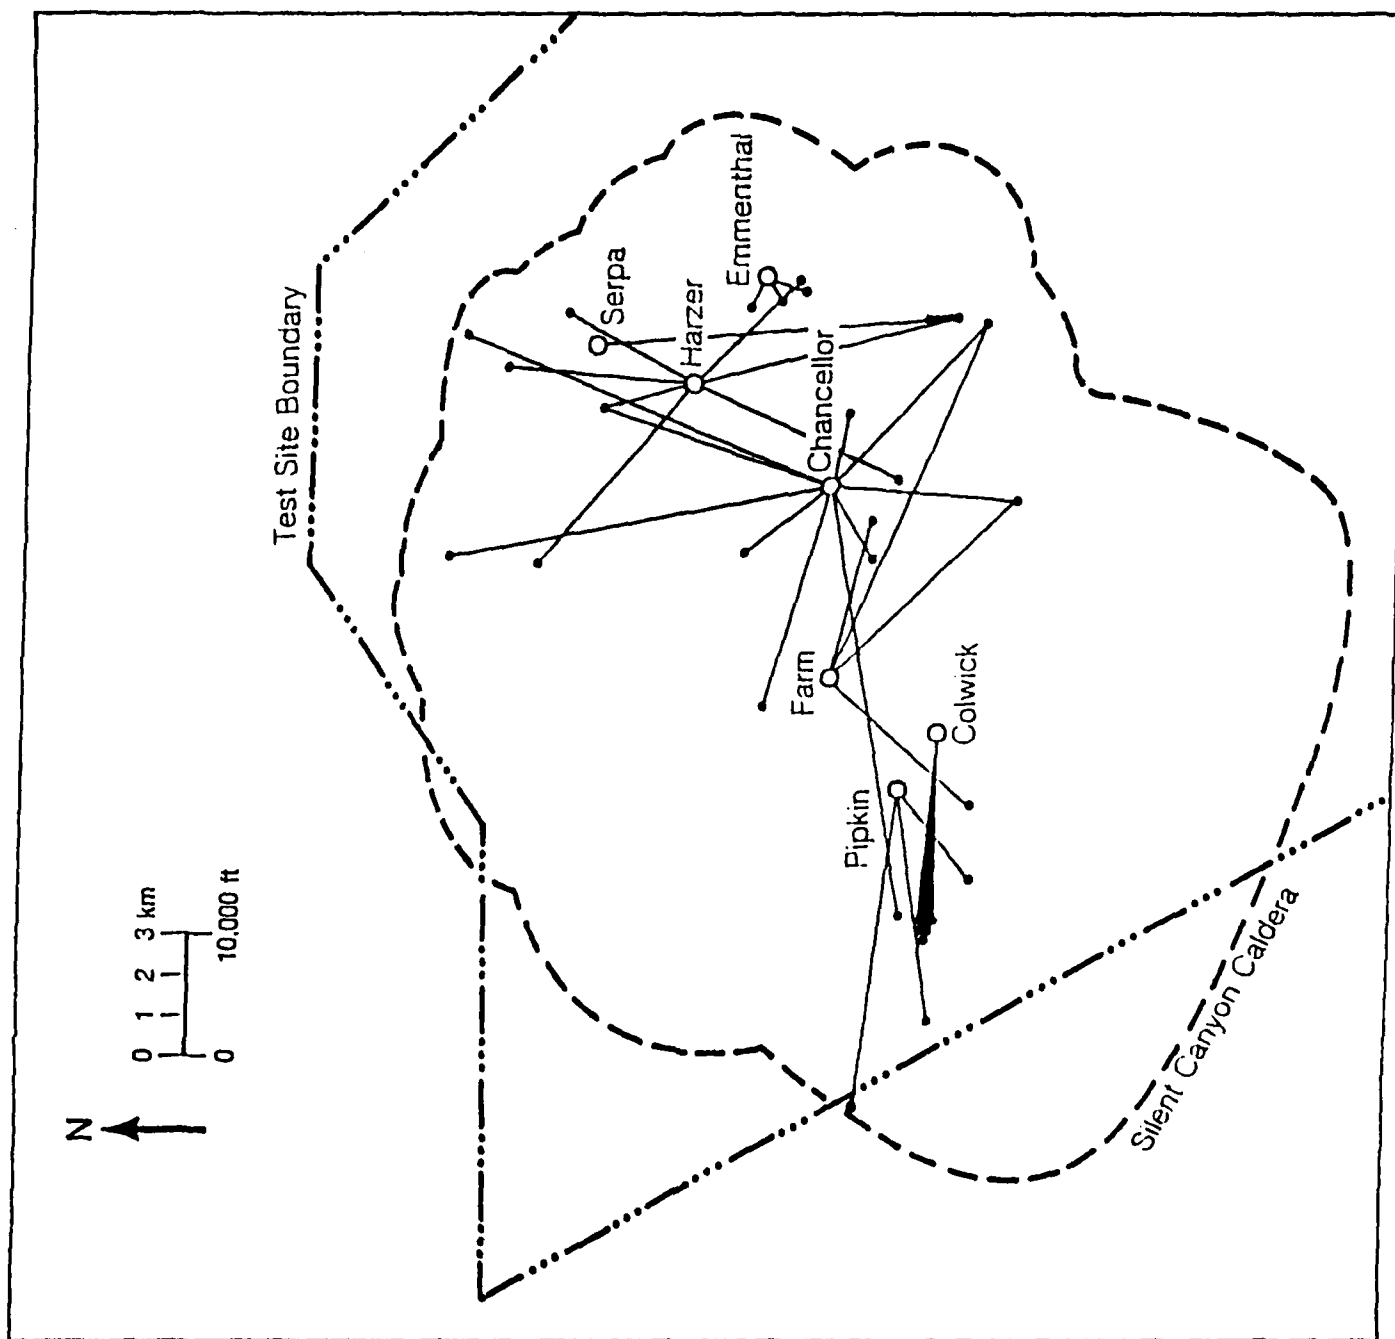 N
0 1 2 3 km
0 10,000 ft
Test Site Boundary
Serpa
Harzer
Emmenthal
Chancellor
Farm
Colwick
Pipkin
Silent Canyon Caldera